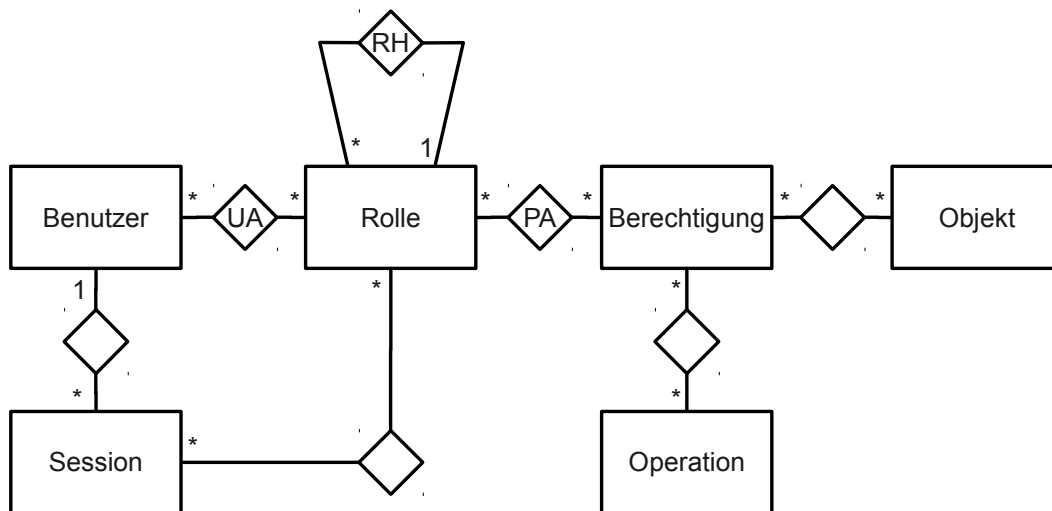 RH
* 1
Benutzer * UA * Rolle * PA * Berechtigung * * Objekt
1 * *
* * *
Session Operation